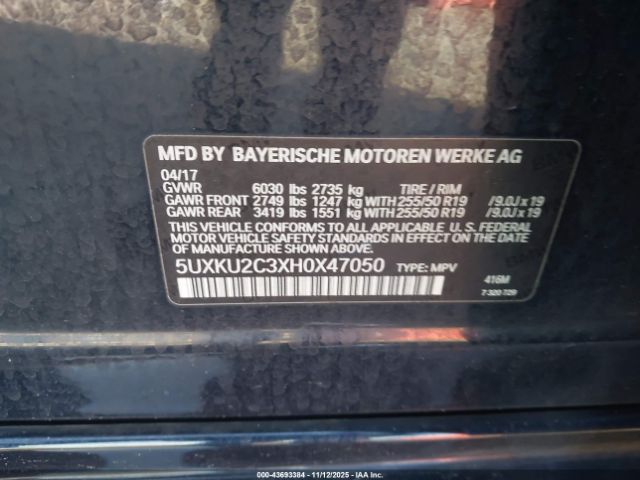 MFD BY BAYERISCHE MOTOREN WERKE AG
04/17
GVWR 6030 lbs 2735 kg TIRE / RIM
GAWR FRONT 2749 lbs 1247 kg WITH 255/50 R19 /9.0J x 19
GAWR REAR 3419 lbs 1551 kg WITH 255/50 R19 /9.0J x 19
THIS VEHICLE CONFORMS TO ALL APPLICABLE U. S. FEDERAL
MOTOR VEHICLE SAFETY STANDARDS IN EFFECT ON THE
DATE OF MANUFACTURE SHOWN ABOVE.
5UXKU2C3XH0X47050 TYPE: MPV
416M
7 320 729
000-43693384 - 11/12/2025 - IAA Inc.